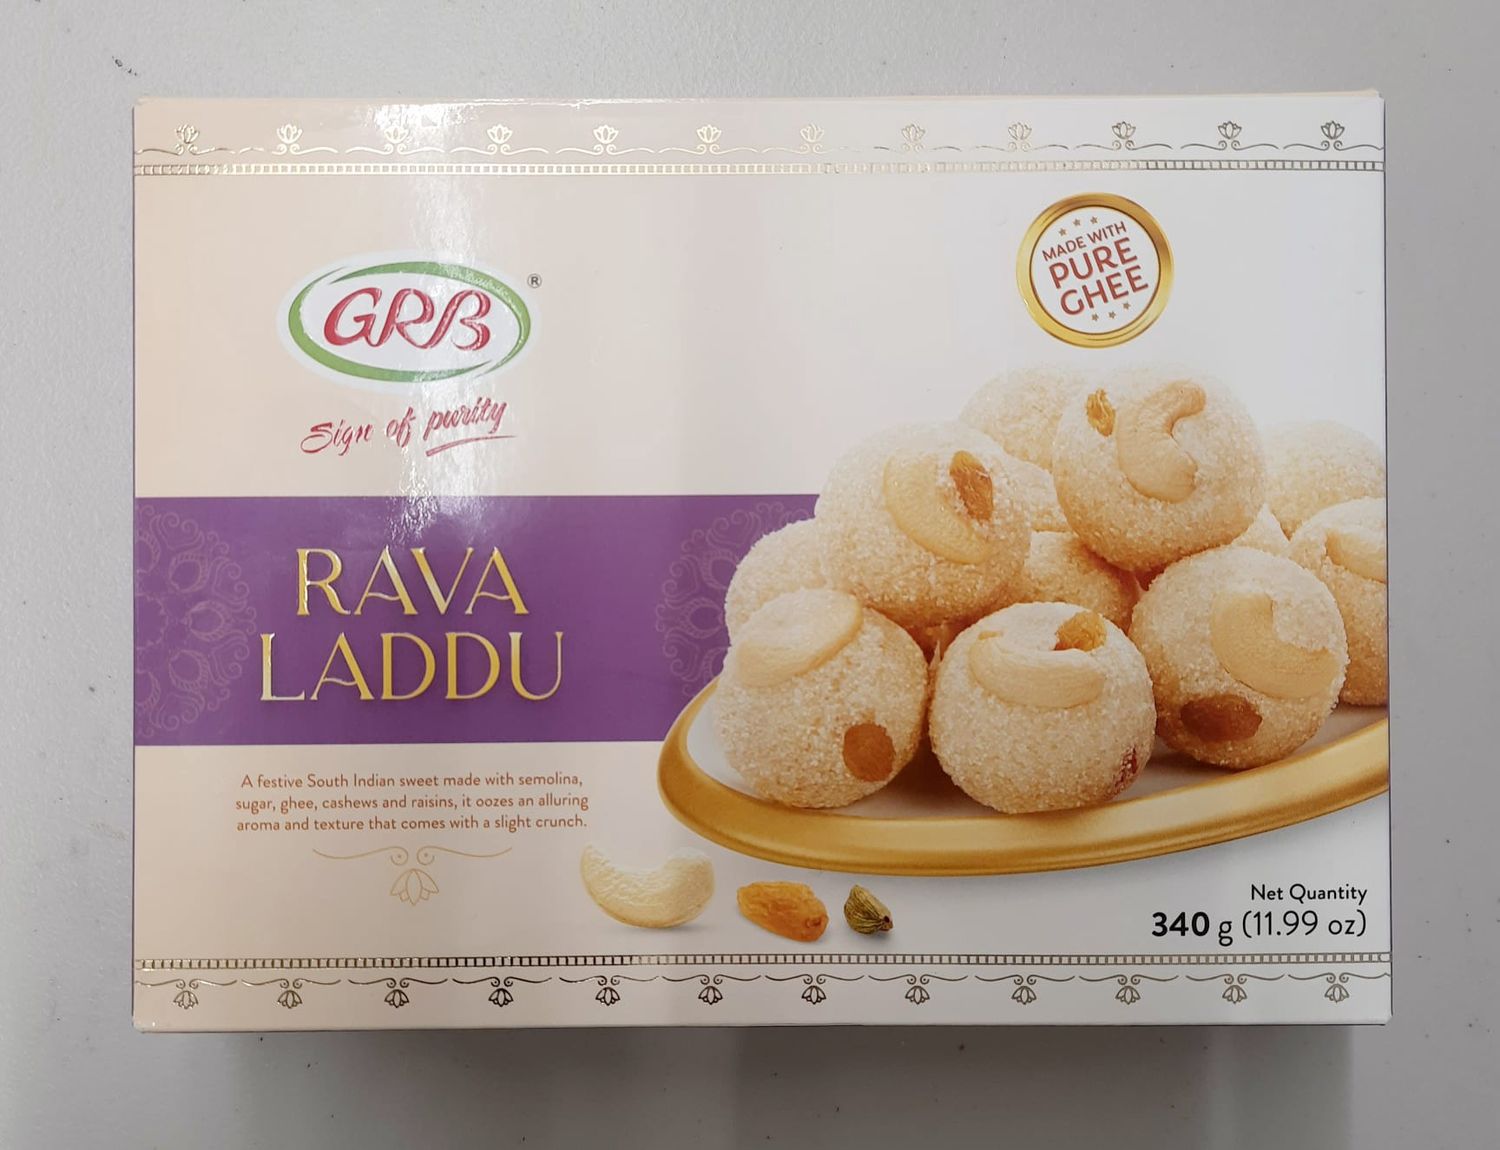 MADE WITH
PURE
GHEE
GRB ®
Sign of purity
RAVA
LADDU
A festive South Indian sweet made with semolina,
sugar, ghee, cashews and raisins, it oozes an alluring
aroma and texture that comes with a slight crunch.
Net Quantity
340 g (11.99 oz)